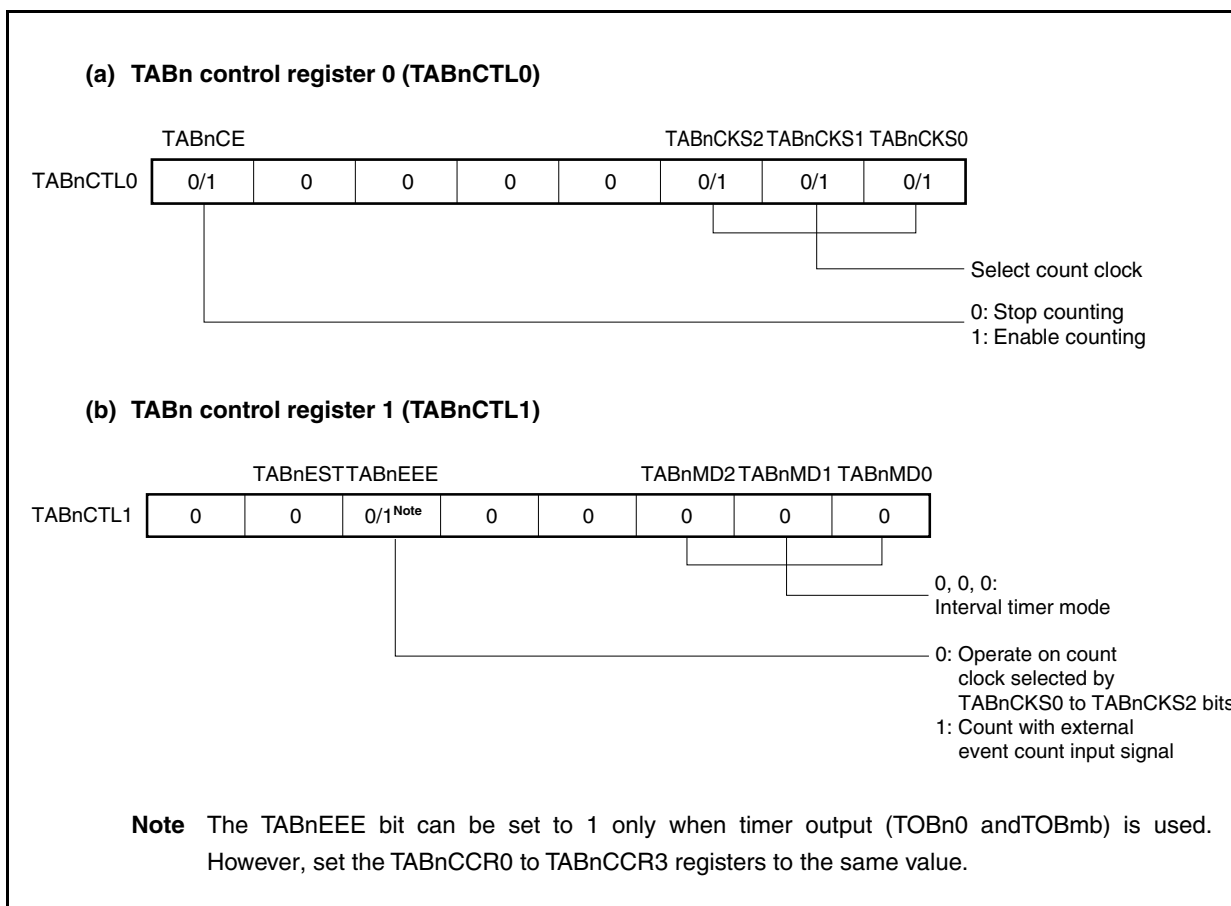 (a) TABn control register 0 (TABnCTL0)
TABnCE TABnCKS2 TABnCKS1 TABnCKS0
TABnCTL0 0/1 0 0 0 0 0/1 0/1 0/1
Select count clock
0: Stop counting
1: Enable counting
(b) TABn control register 1 (TABnCTL1)
TABnEST TABnEEE TABnMD2 TABnMD1 TABnMD0
TABnCTL1 0 0 0/1Note 0 0 0 0 0
0, 0, 0:
Interval timer mode
0: Operate on count
clock selected by
TABnCKS0 to TABnCKS2 bits
1: Count with external
event count input signal
Note The TABnEEE bit can be set to 1 only when timer output (TOBn0 andTOBmb) is used.
However, set the TABnCCR0 to TABnCCR3 registers to the same value.